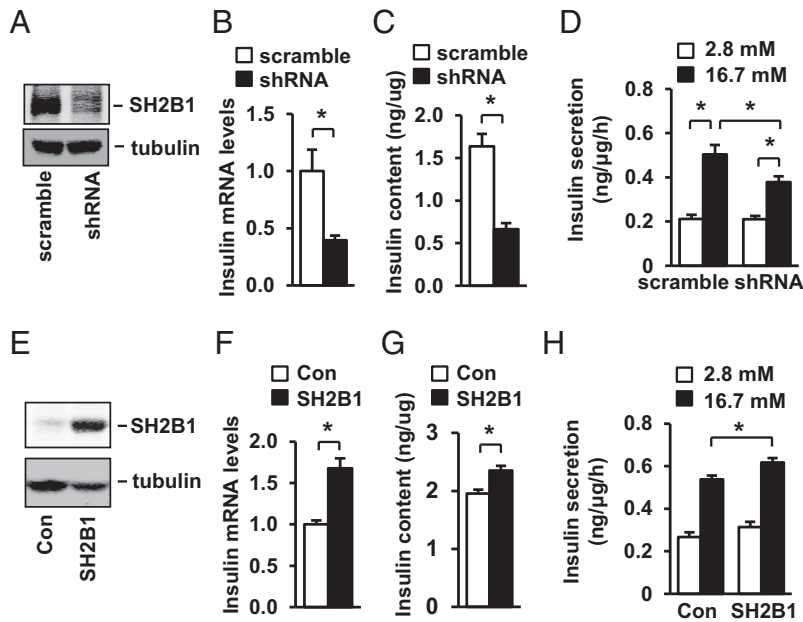 A
SH2B1
tubulin
scramble
shRNA
B
scramble
shRNA
Insulin mRNA levels
1.5
1.0
0.5
0.0
*
C
scramble
shRNA
Insulin content (ng/ug)
2.0
1.5
1.0
0.5
0.0
*
D
2.8 mM
16.7 mM
Insulin secretion
(ng/µg/h)
0.8
0.6
0.4
0.2
0
*
*
*
scramble shRNA
E
SH2B1
tubulin
Con
SH2B1
F
Con
SH2B1
Insulin mRNA levels
2.0
1.5
1.0
0.5
0.0
*
G
Con
SH2B1
Insulin content (ng/ug)
3
2
1
0
*
H
2.8 mM
16.7 mM
Insulin secretion
(ng/µg/h)
0.8
0.6
0.4
0.2
0
*
Con SH2B1